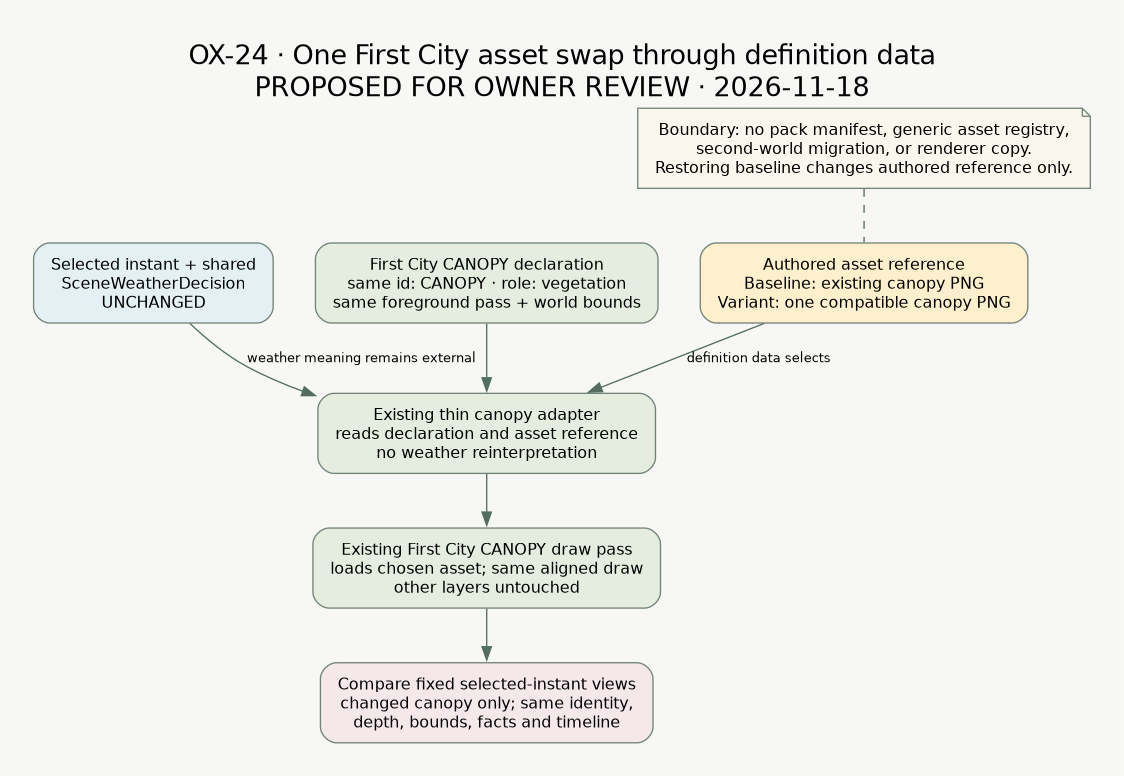 OX-24 · One First City asset swap through definition data
PROPOSED FOR OWNER REVIEW · 2026-11-18
Boundary: no pack manifest, generic asset registry,
second-world migration, or renderer copy.
Restoring baseline changes authored reference only.
Selected instant + shared
SceneWeatherDecision
UNCHANGED
First City CANOPY declaration
same id: CANOPY · role: vegetation
same foreground pass + world bounds
Authored asset reference
Baseline: existing canopy PNG
Variant: one compatible canopy PNG
weather meaning remains external
definition data selects
Existing thin canopy adapter
reads declaration and asset reference
no weather reinterpretation
Existing First City CANOPY draw pass
loads chosen asset; same aligned draw
other layers untouched
Compare fixed selected-instant views
changed canopy only; same identity,
depth, bounds, facts and timeline